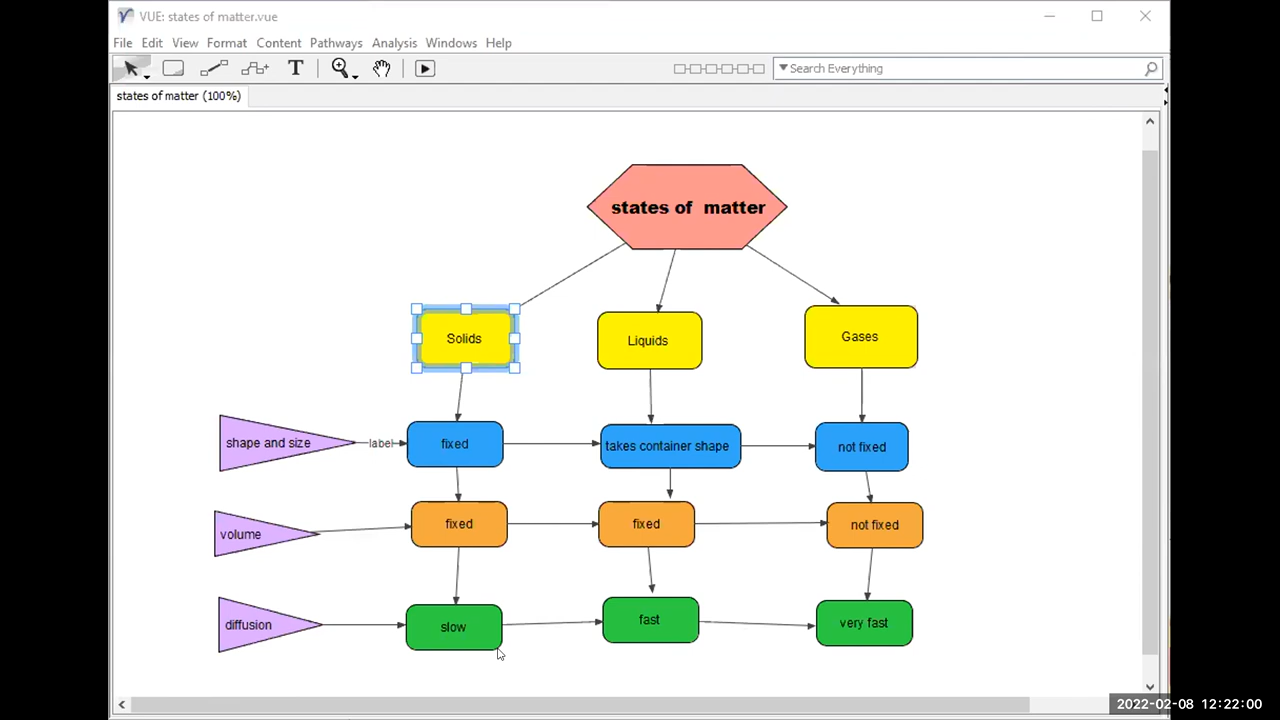 VUE: states of matter.vue
File Edit View Format Content Pathways Analysis Windows Help
T Search Everything
states of matter (100%)
states of matter
Solids Liquids Gases
shape and size label fixed takes container shape not fixed
volume fixed fixed not fixed
diffusion slow fast very fast
2022-02-08 12:22:00